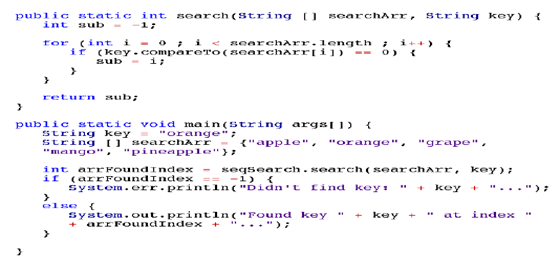 public static int search(String [] searchArr, String key) {
int sub = -1;
for (int i = 0 ; i < searchArr.length ; i++) {
if (key.compareTo(searchArr[i]) == 0) {
sub = i;
}
}
return sub;
}
public static void main(String args[]) {
String key = "orange";
String [] searchArr = {"apple", "orange", "grape",
"mango", "pineapple"};
int arrFoundIndex = seqSearch.search(searchArr, key);
if (arrFoundIndex == -1) {
System.err.println("Didn't find key: " + key + "...");
}
else {
System.out.println("Found key " + key + " at index "
+ arrFoundIndex + "...");
}
}